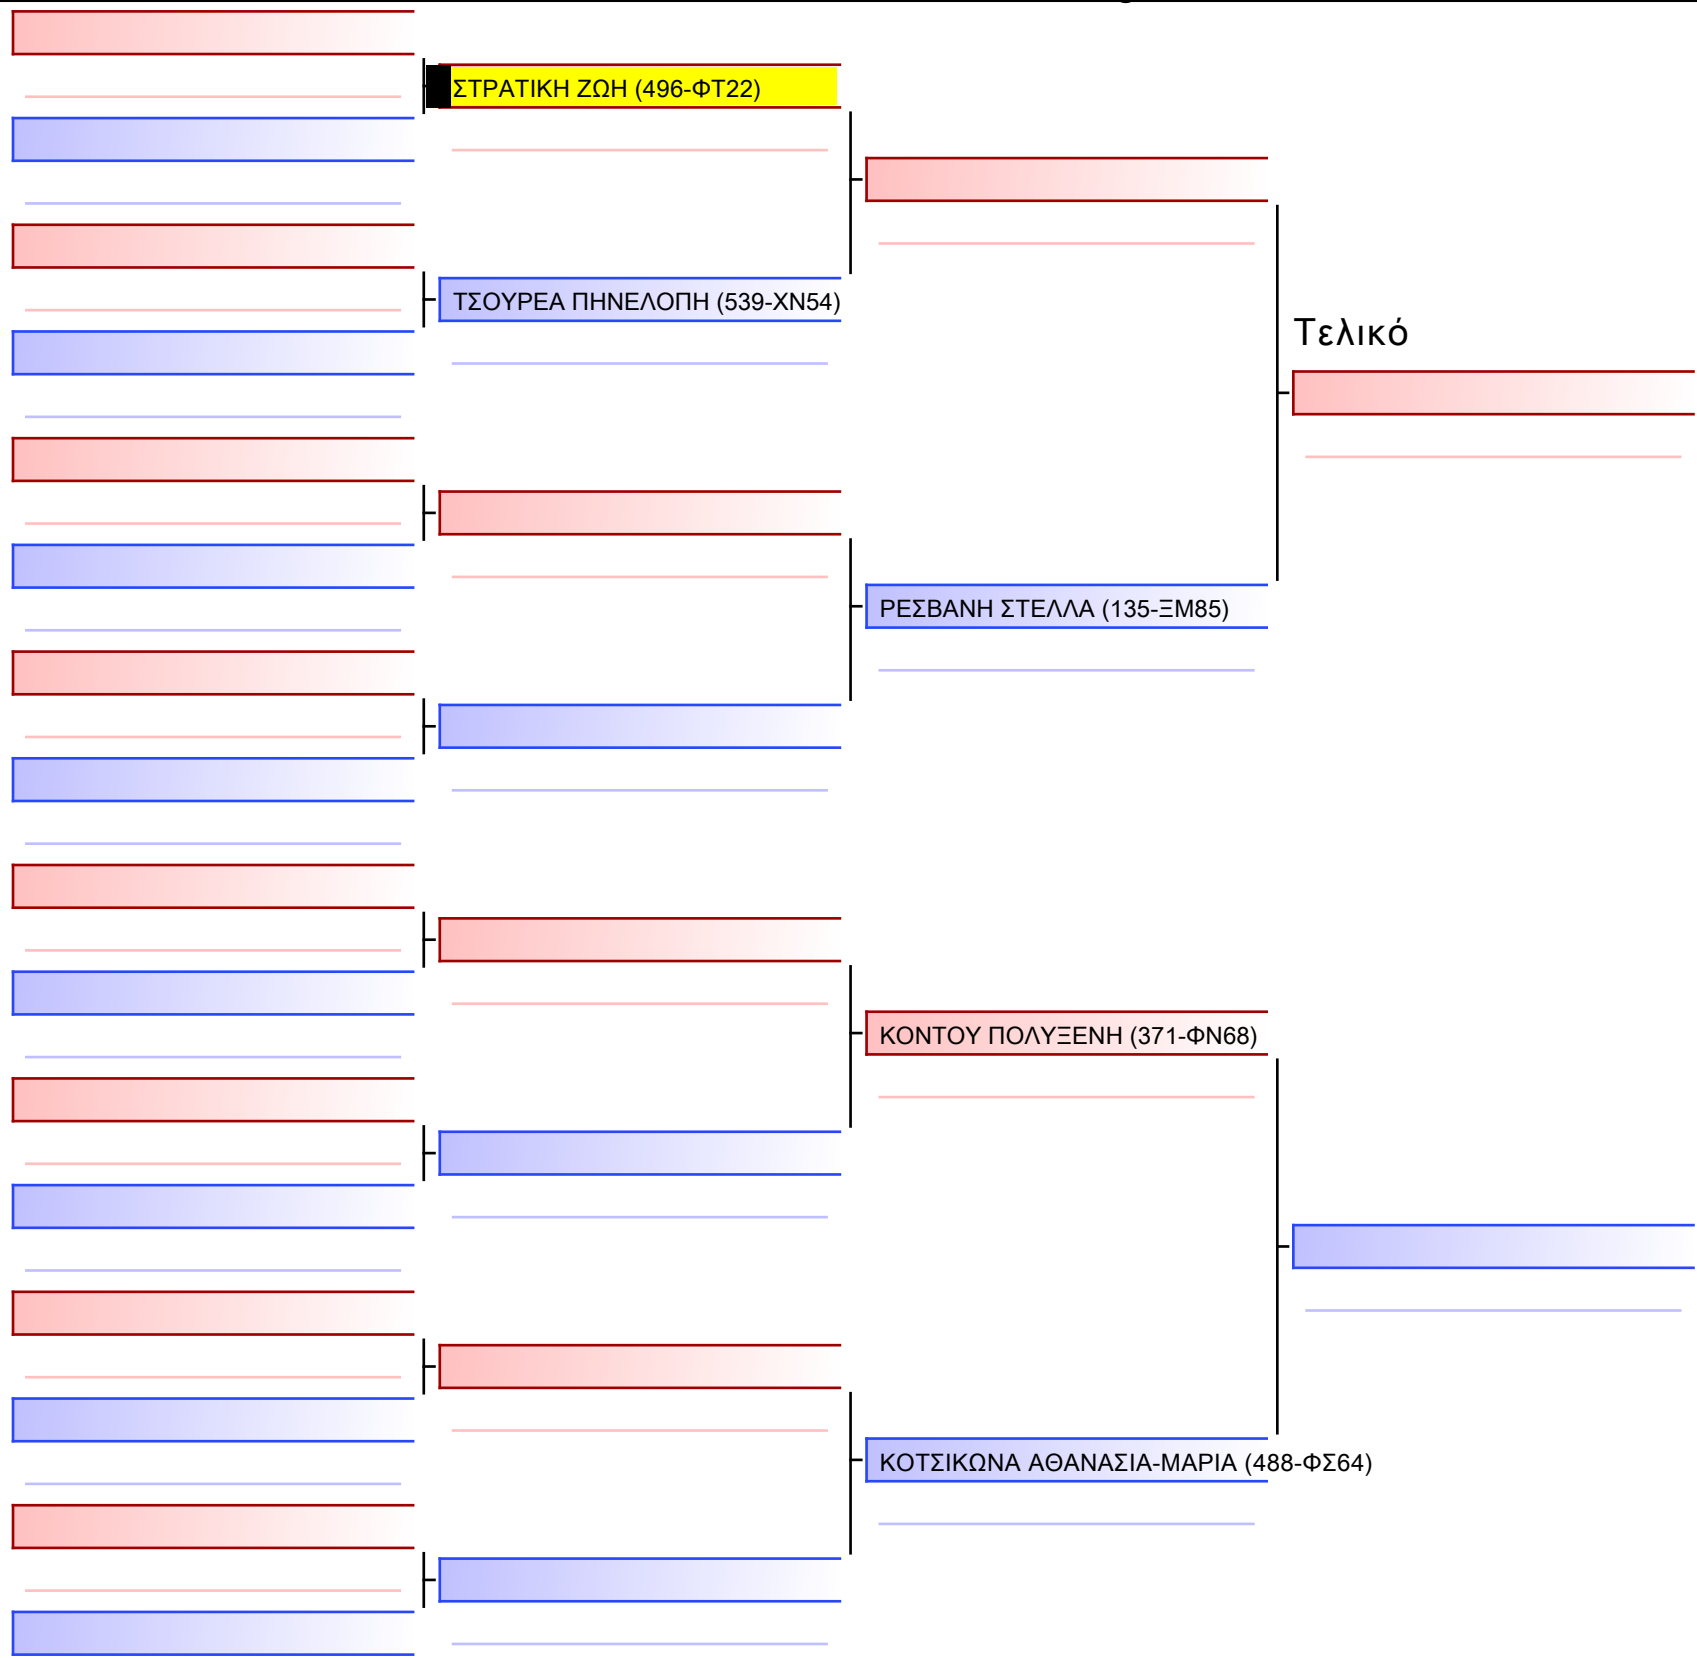 ΣΤΡΑΤΙΚΗ ΖΩΗ (496-ΦΤ22)
ΤΣΟΥΡΕΑ ΠΗΝΕΛΟΠΗ (539-ΧΝ54)
Τελικό
ΡΕΣΒΑΝΗ ΣΤΕΛΛΑ (135-ΞΜ85)
ΚΟΝΤΟΥ ΠΟΛΥΞΕΝΗ (371-ΦΝ68)
ΚΟΤΣΙΚΩΝΑ ΑΘΑΝΑΣΙΑ-ΜΑΡΙΑ (488-ΦΣ64)